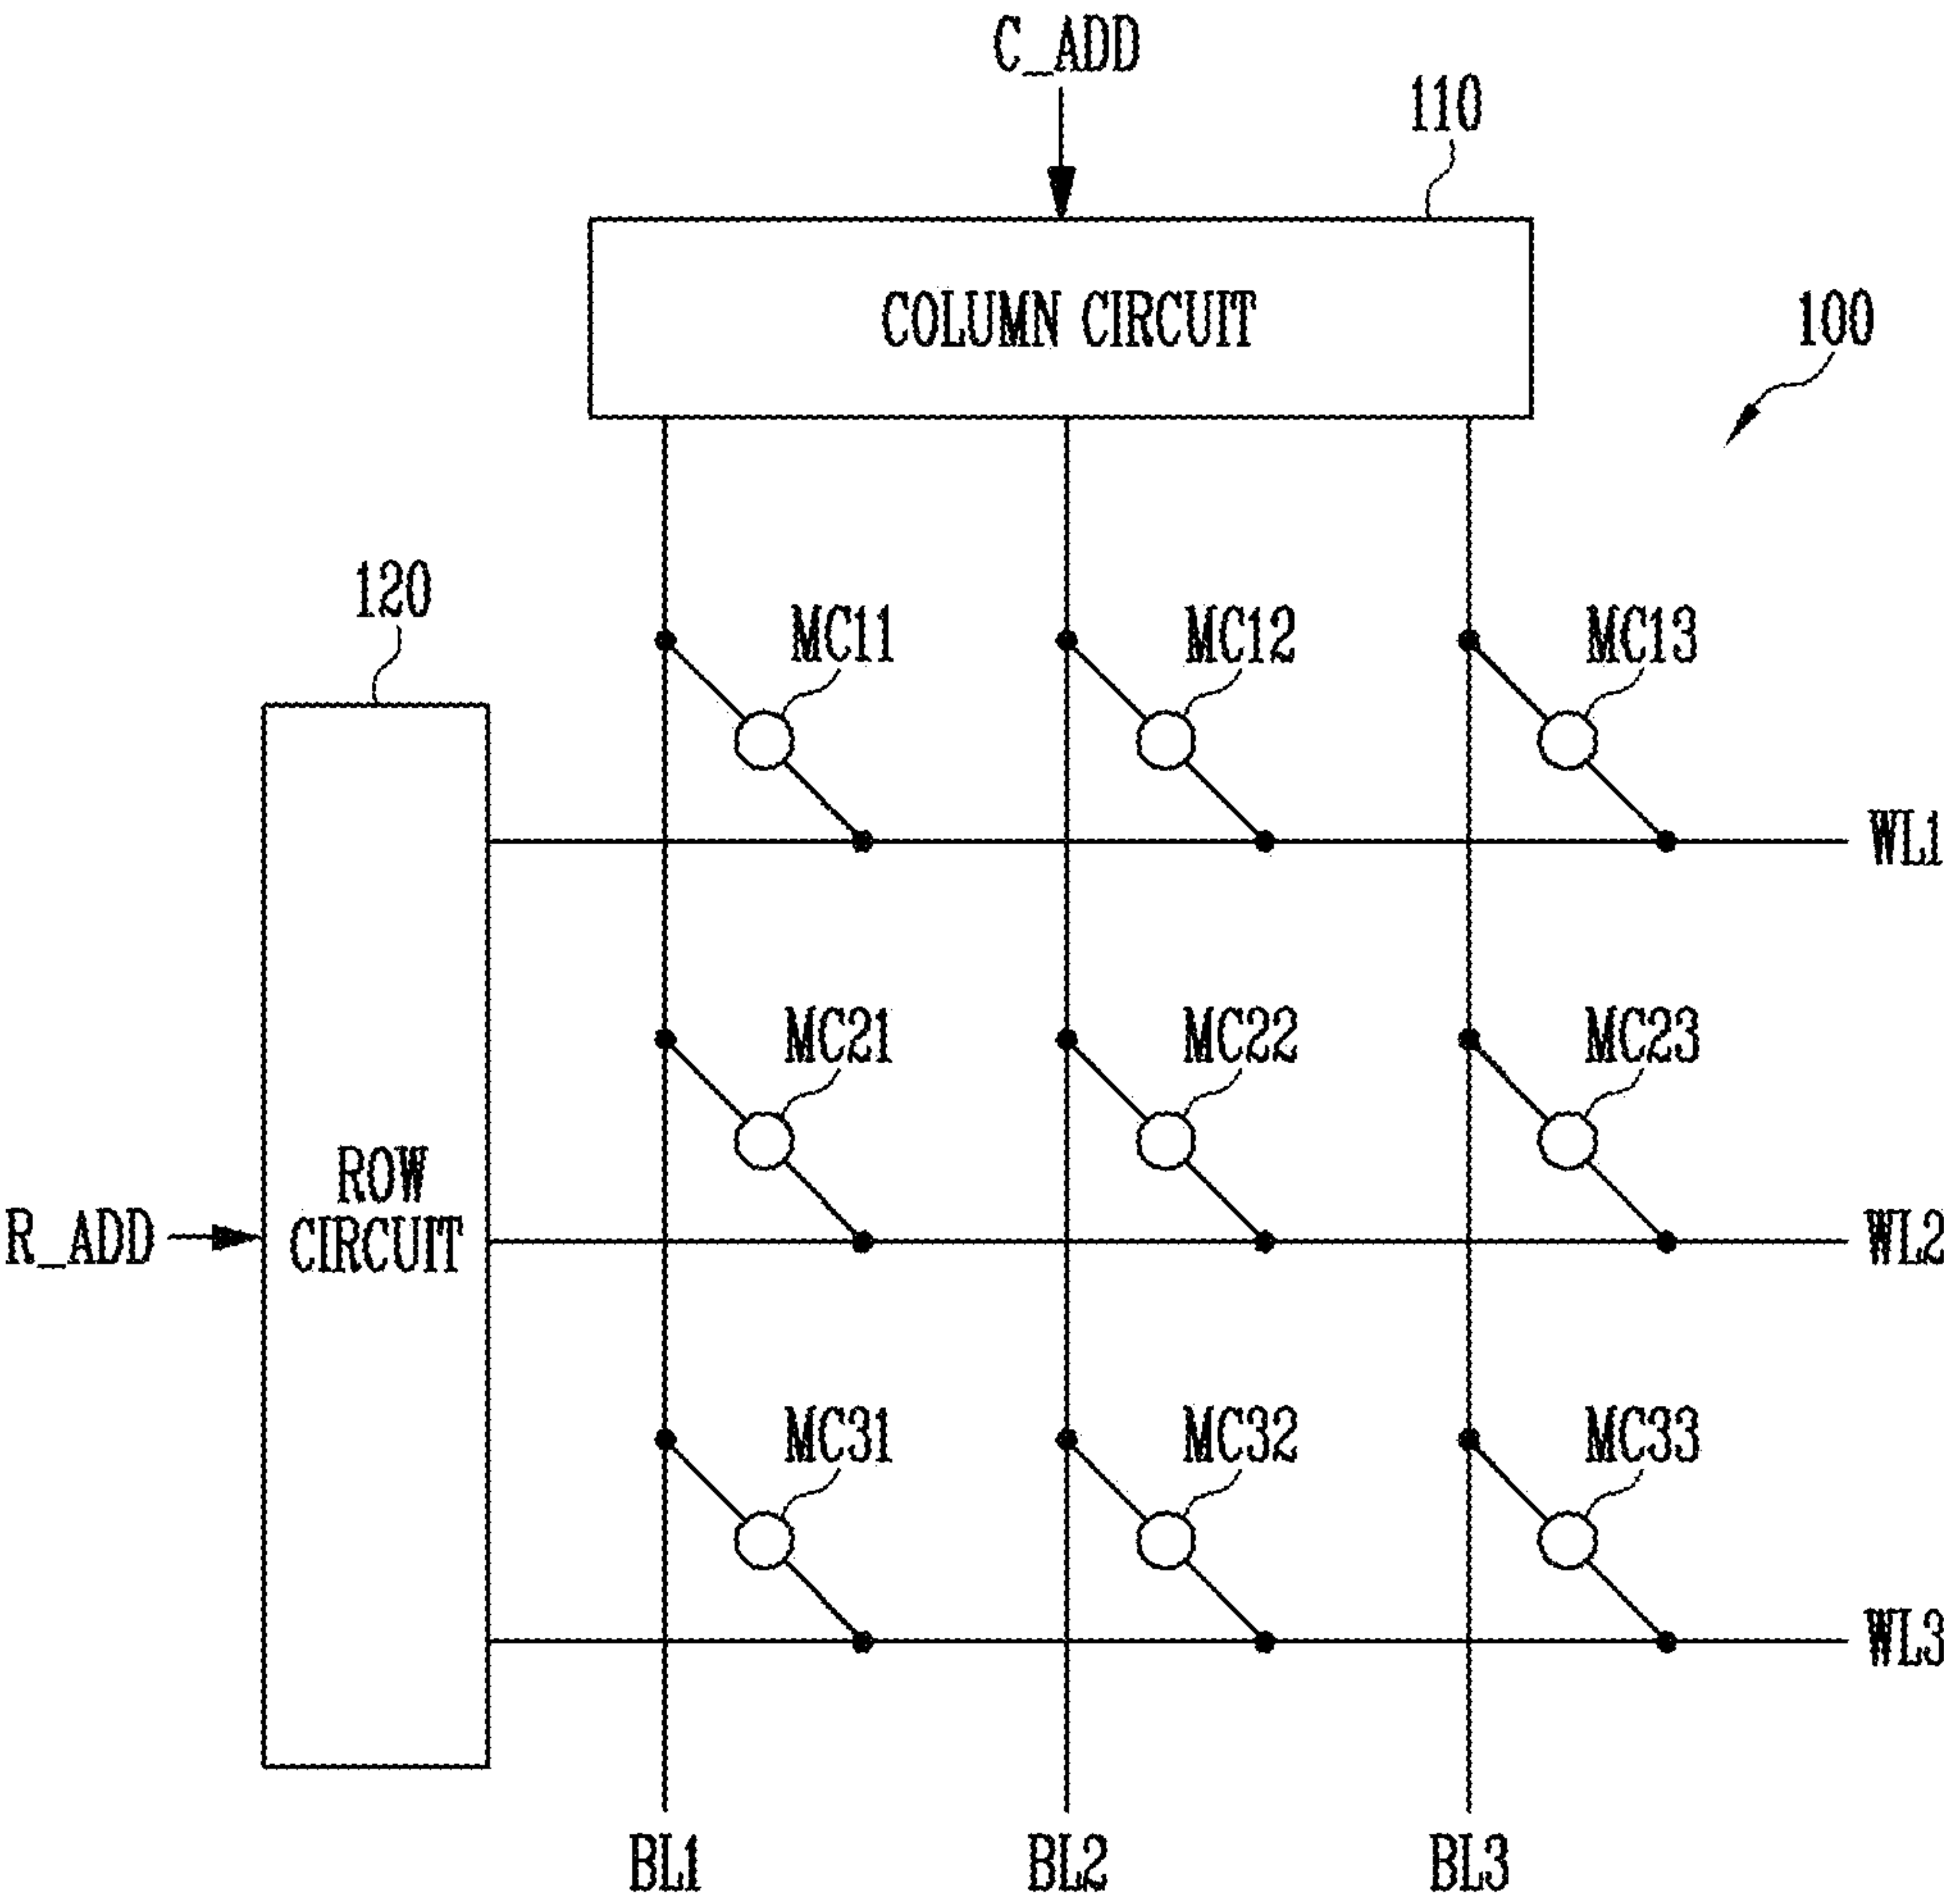 C_ADD
110
COLUMN CIRCUIT
100
120
MC11 MC12 MC13
WL1
MC21 MC22 MC23
ROW
CIRCUIT
R_ADD
WL2
MC31 MC32 MC33
WL3
BL1 BL2 BL3